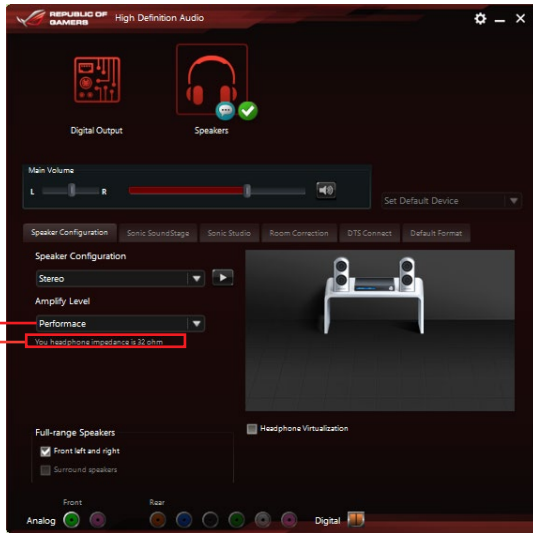 REPUBLIC OF
GAMERS
High Definition Audio
Digital Output
Speakers
Main Volume
L
R
Set Default Device
Speaker Configuration
Sonic SoundStage
Sonic Studio
Room Correction
DTS Connect
Default Format
Speaker Configuration
Stereo
Amplify Level
Performace
You headphone impedance is 32 ohm
Headphone Virtualization
Full-range Speakers
Front left and right
Surround speakers
Front
Rear
Analog
Digital